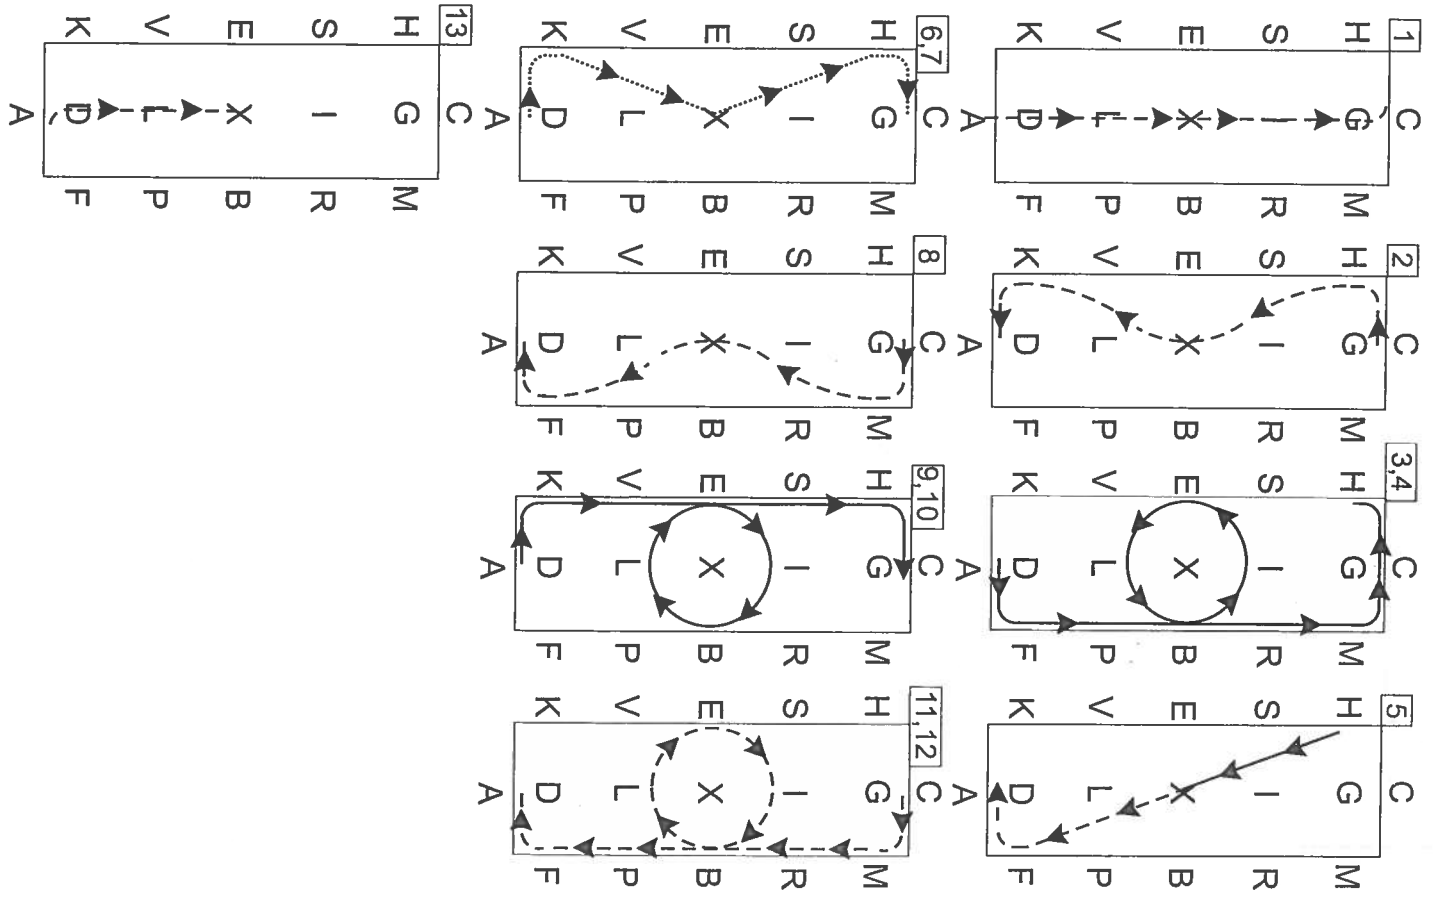 1 C
H G M
S I R
E X B
V L P
K D F
A
2 C
H G M
S I R
E X B
V L P
K D F
A
3,4 C
H G M
S I R
E X B
V L P
K D F
A
5 C
H G M
S I R
E X B
V L P
K D F
A
6,7 C
H G M
S I R
E X B
V L P
K D F
A
8 C
H G M
S I R
E X B
V L P
K D F
A
9,10 C
H G M
S I R
E X B
V L P
K D F
A
11,12 C
H G M
S I R
E X B
V L P
K D F
A
13 C
H G M
S I R
E X B
V L P
K D F
A